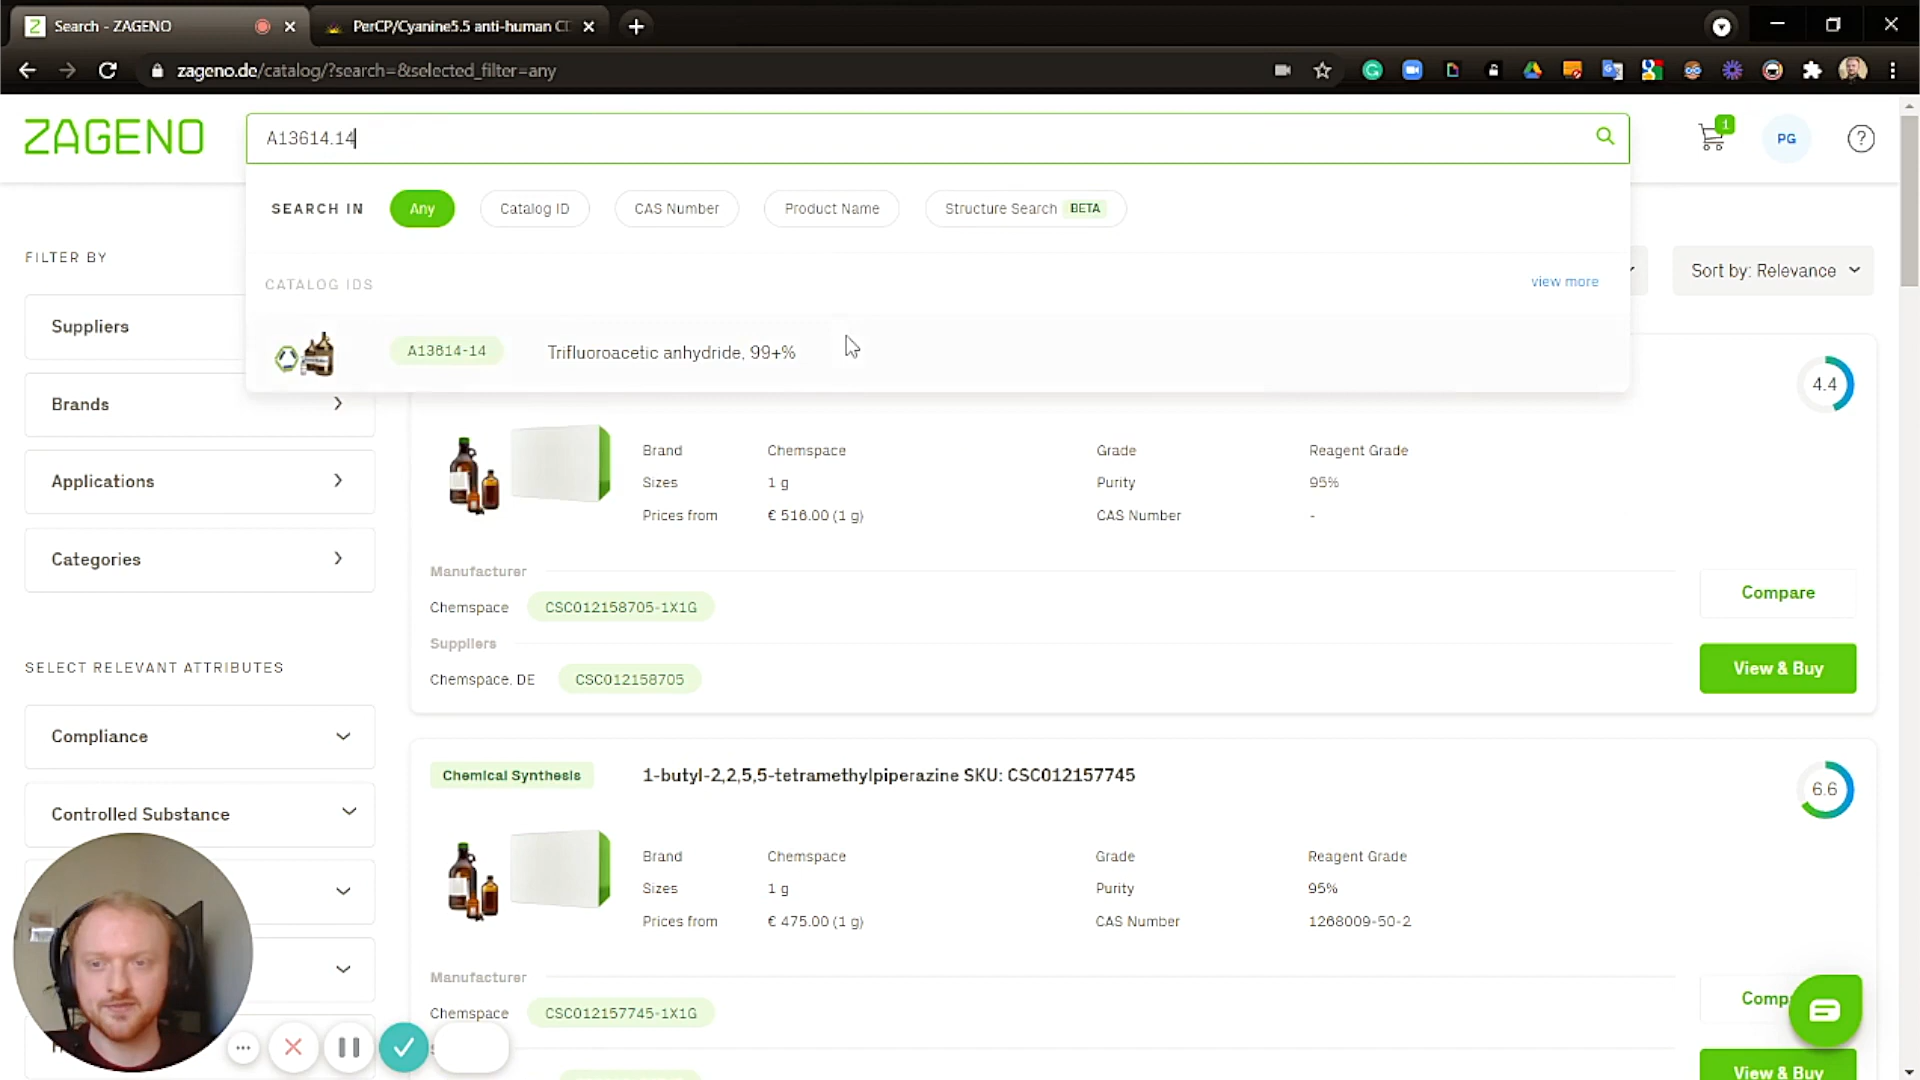 Search - ZAGENO
PerCP/Cyanine5.5 anti-human
zageno.de/catalog/?search=&selected_filter=any
ZAGENO
A13614.14
1
PG
?
SEARCH IN
Any
Catalog ID
CAS Number
Product Name
Structure Search BETA
FILTER BY
CATALOG IDS
view more
Sort by: Relevance
Suppliers
A13614-14
Trifluoroacetic anhydride, 99+%
4.4
Brands
Brand Chemspace Grade Reagent Grade
Sizes 1 g Purity 95%
Prices from € 516.00 (1 g) CAS Number -
Applications
Categories
Manufacturer
Chemspace CSC012158705-1X1G
Compare
Suppliers
Chemspace, DE CSC012158705
View & Buy
SELECT RELEVANT ATTRIBUTES
Compliance
Controlled Substance
Chemical Synthesis
1-butyl-2,2,5,5-tetramethylpiperazine SKU: CSC012157745
6.6
Brand Chemspace Grade Reagent Grade
Sizes 1 g Purity 95%
Prices from € 475.00 (1 g) CAS Number 1268009-50-2
Manufacturer
Chemspace CSC012157745-1X1G
View & Buy